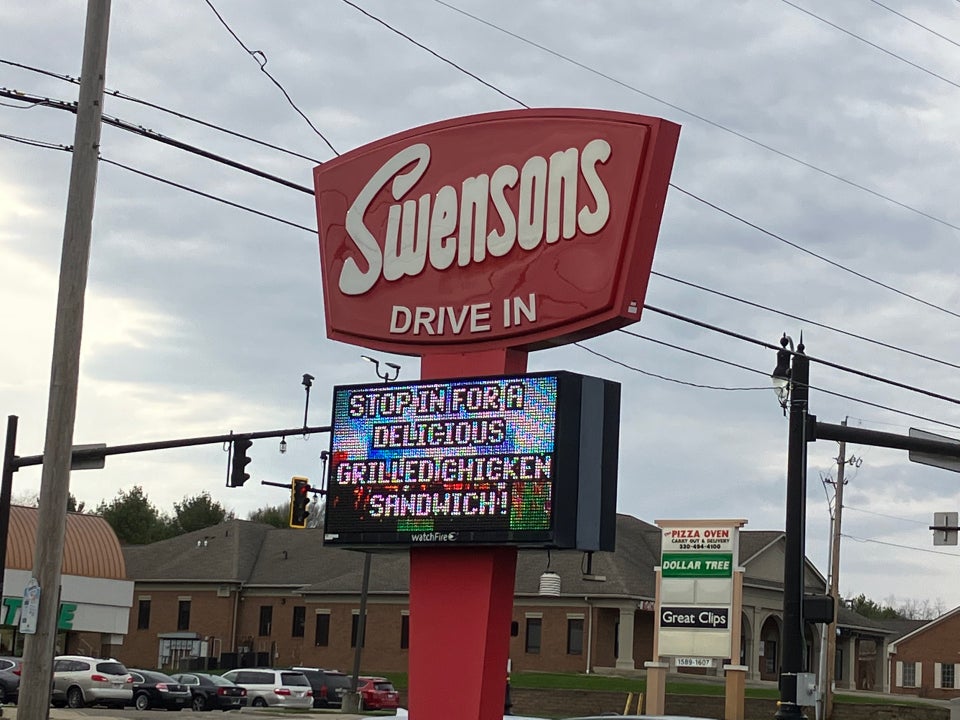 Swensons
DRIVE IN
STOP IN FOR A
DELICIOUS
GRILLED CHICKEN
SANDWICH!
watchFire
PIZZA OVEN
CARRY OUT & DELIVERY
330-494-4100
DOLLAR TREE
Great Clips
1589-1607